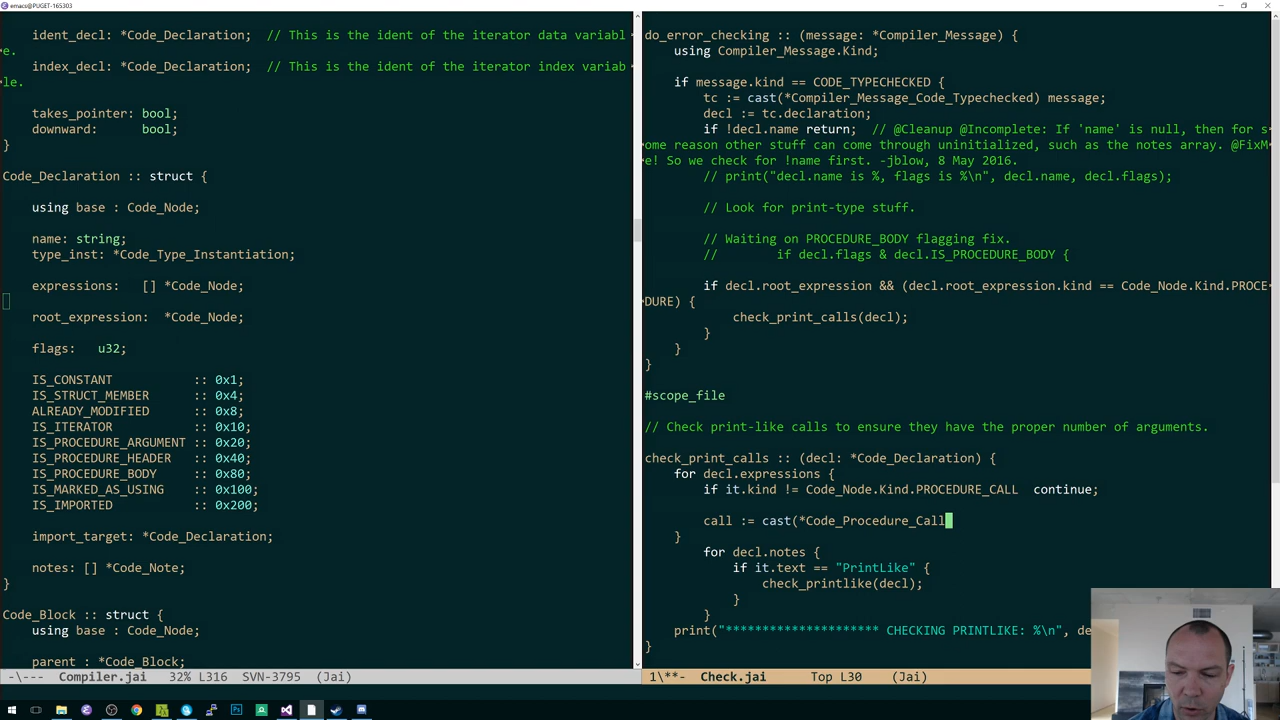 emacs@PUGET-165303
ident_decl: *Code_Declaration;  // This is the ident of the iterator data variabl
e.
index_decl: *Code_Declaration;  // This is the ident of the iterator index variab
le.
takes_pointer: bool;
downward:      bool;
}
Code_Declaration :: struct {
using base : Code_Node;
name: string;
type_inst: *Code_Type_Instantiation;
expressions:   [] *Code_Node;
root_expression:  *Code_Node;
flags:   u32;
IS_CONSTANT           :: 0x1;
IS_STRUCT_MEMBER      :: 0x4;
ALREADY_MODIFIED      :: 0x8;
IS_ITERATOR           :: 0x10;
IS_PROCEDURE_ARGUMENT :: 0x20;
IS_PROCEDURE_HEADER   :: 0x40;
IS_PROCEDURE_BODY     :: 0x80;
IS_MARKED_AS_USING    :: 0x100;
IS_IMPORTED           :: 0x200;
import_target: *Code_Declaration;
notes: [] *Code_Note;
}
Code_Block :: struct {
using base : Code_Node;
parent : *Code_Block;
-\---  Compiler.jai   32% L316  SVN-3795  (Jai)
do_error_checking :: (message: *Compiler_Message) {
using Compiler_Message.Kind;
if message.kind == CODE_TYPECHECKED {
tc := cast(*Compiler_Message_Code_Typechecked) message;
decl := tc.declaration;
if !decl.name return;  // @Cleanup @Incomplete: If 'name' is null, then for s
ome reason other stuff can come through uninitialized, such as the notes array. @FixM
e! So we check for !name first. -jblow, 8 May 2016.
// print("decl.name is %, flags is %\n", decl.name, decl.flags);
// Look for print-type stuff.
// Waiting on PROCEDURE_BODY flagging fix.
//        if decl.flags & decl.IS_PROCEDURE_BODY {
if decl.root_expression && (decl.root_expression.kind == Code_Node.Kind.PROCE
DURE) {
check_print_calls(decl);
}
}
}
#scope_file
// Check print-like calls to ensure they have the proper number of arguments.
check_print_calls :: (decl: *Code_Declaration) {
for decl.expressions {
if it.kind != Code_Node.Kind.PROCEDURE_CALL  continue;
call := cast(*Code_Procedure_Call
}
for decl.notes {
if it.text == "PrintLike" {
check_printlike(decl);
}
}
print("********************* CHECKING PRINTLIKE: %\n", de
}
1\**-  Check.jai      Top L30    (Jai)